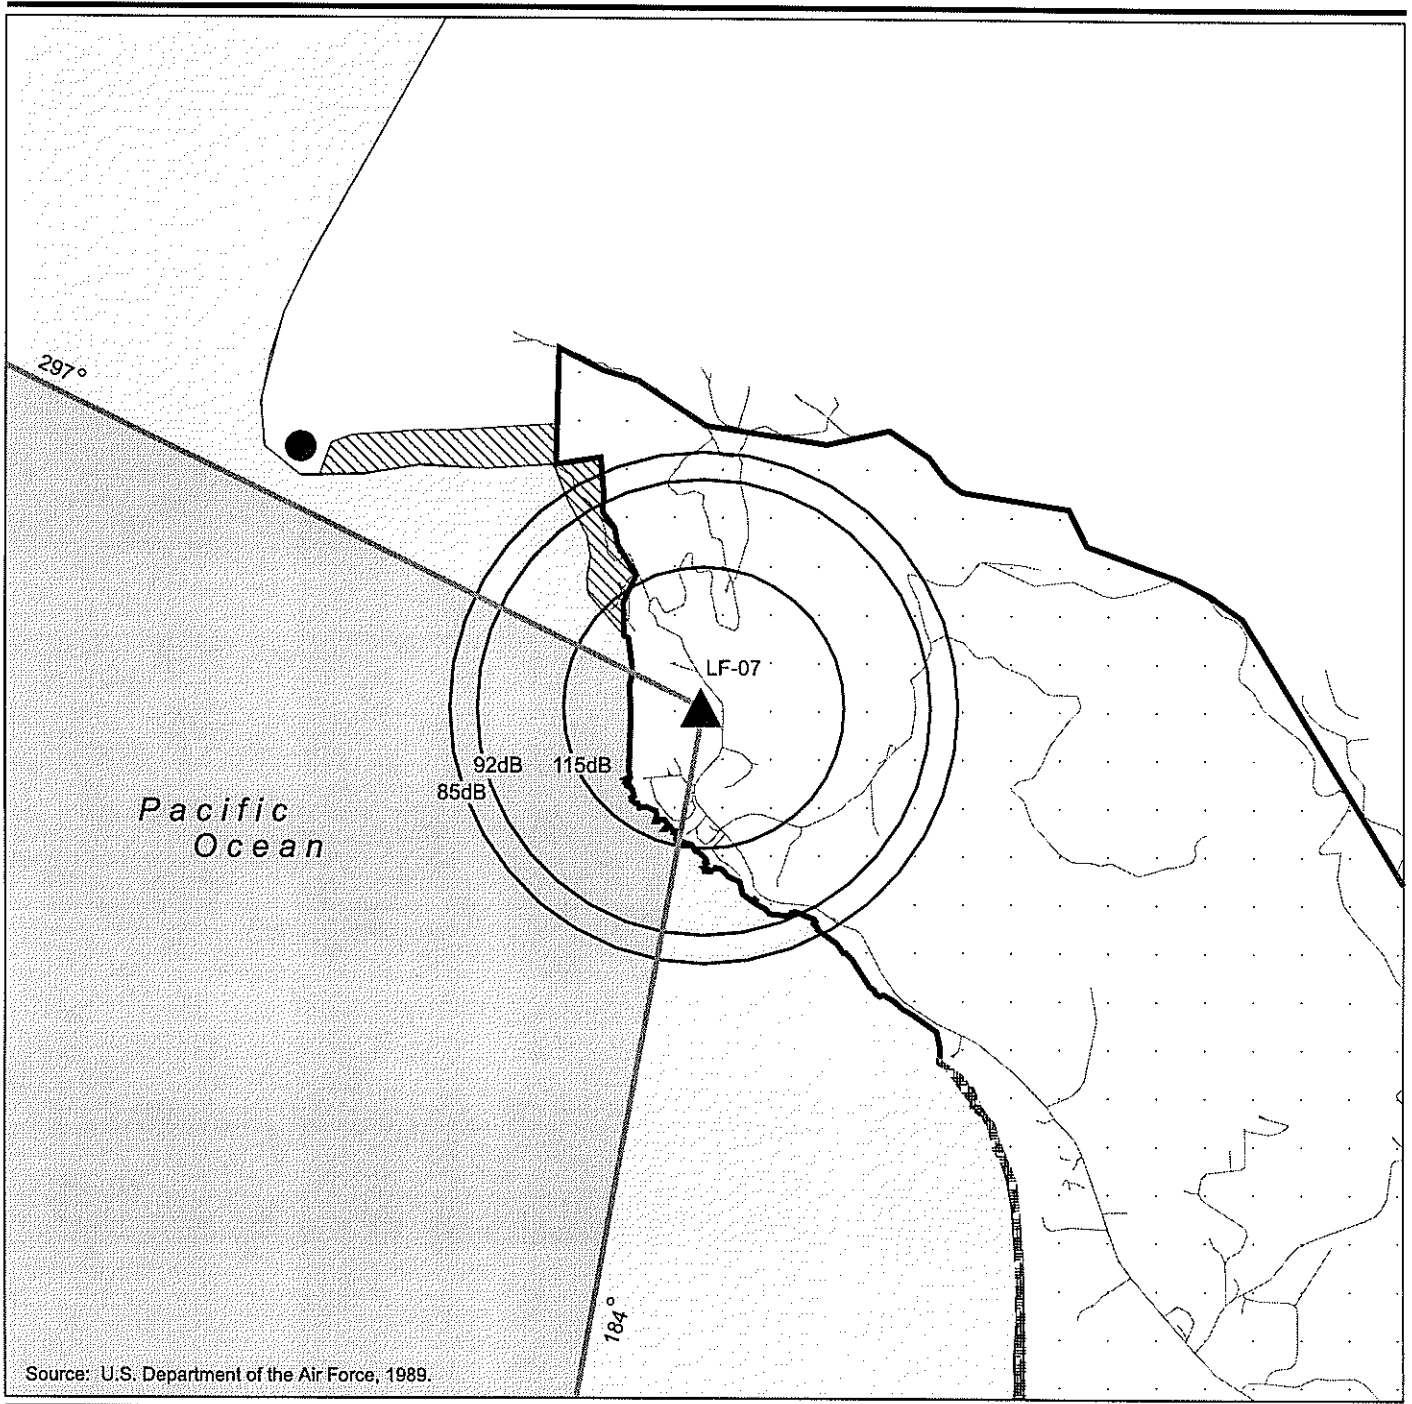 297°
LF-07
92dB
115dB
85dB
Pacific
Ocean
184°
Source: U.S. Department of the Air Force, 1989.